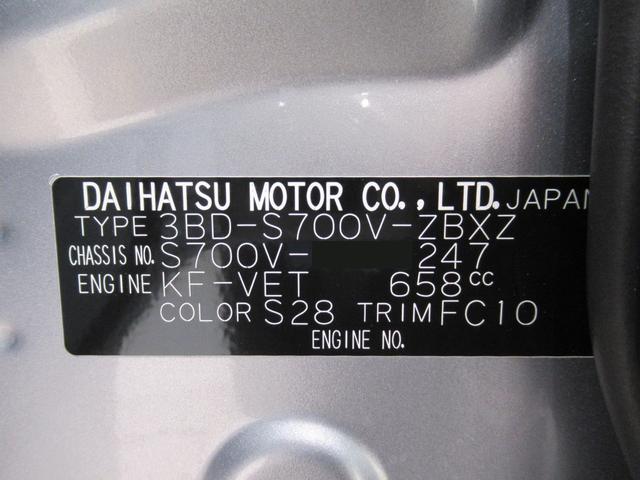 DAIHATSU MOTOR CO., LTD. JAPAN
TYPE 3BD-S700V-ZBXZ
CHASSIS NO. S700V- 247
ENGINE KF-VET 658cc
COLOR S28 TRIM FC10
ENGINE NO.